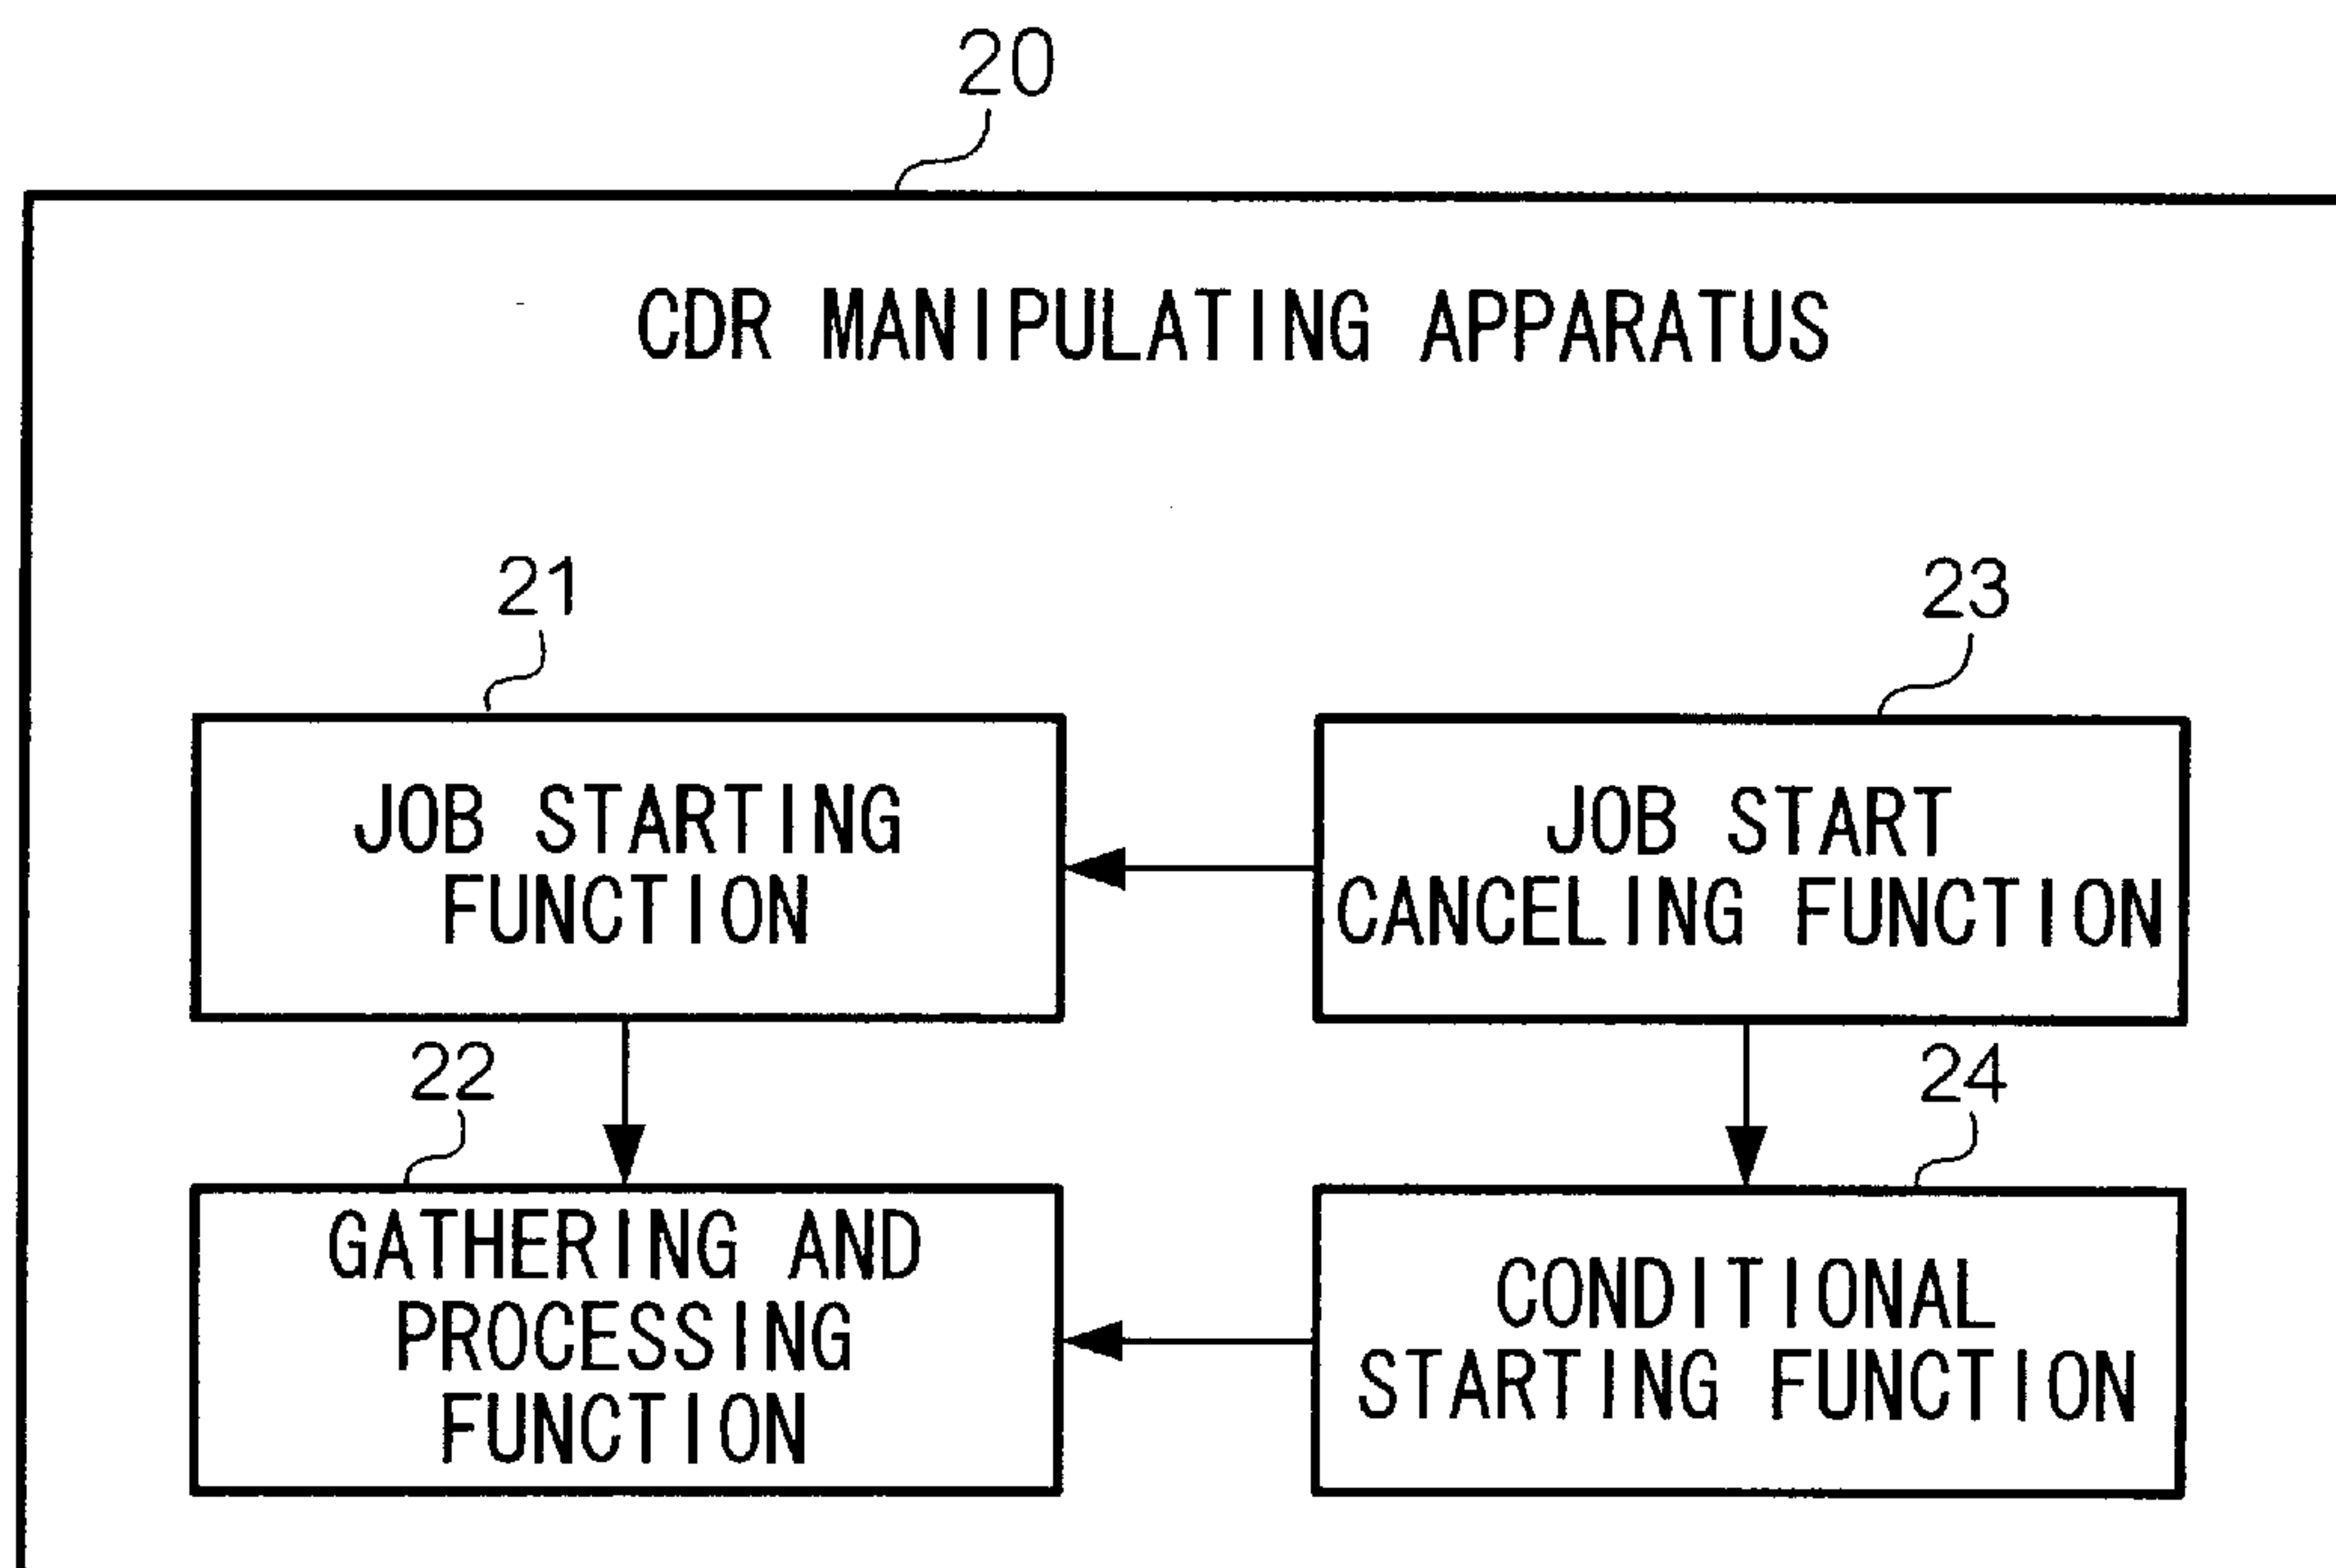 20
CDR MANIPULATING APPARATUS
21
23
JOB STARTING
FUNCTION
JOB START
CANCELING FUNCTION
22
24
GATHERING AND
PROCESSING
FUNCTION
CONDITIONAL
STARTING FUNCTION